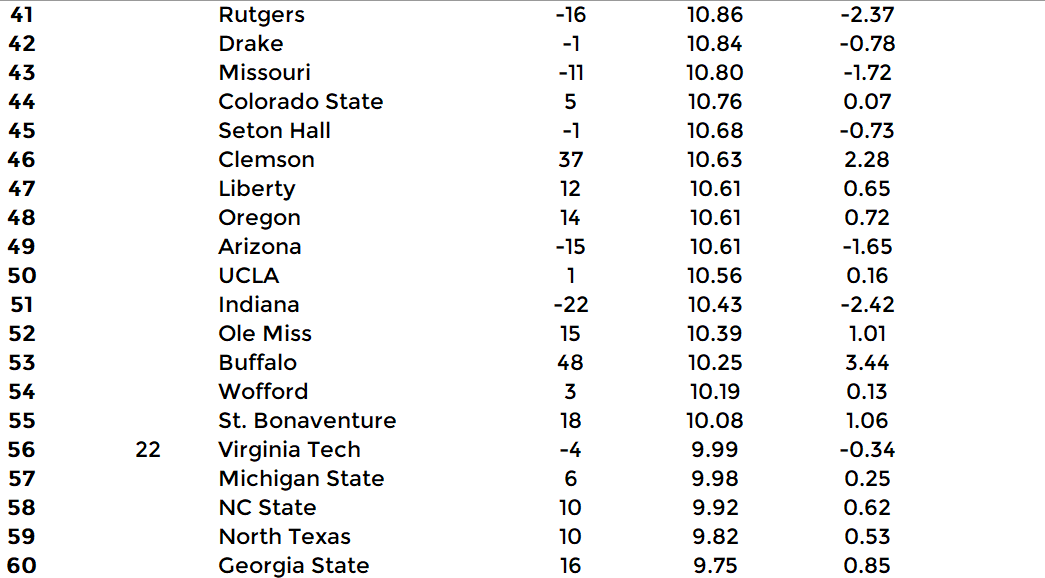 41 Rutgers -16 10.86 -2.37
42 Drake -1 10.84 -0.78
43 Missouri -11 10.80 -1.72
44 Colorado State 5 10.76 0.07
45 Seton Hall -1 10.68 -0.73
46 Clemson 37 10.63 2.28
47 Liberty 12 10.61 0.65
48 Oregon 14 10.61 0.72
49 Arizona -15 10.61 -1.65
50 UCLA 1 10.56 0.16
51 Indiana -22 10.43 -2.42
52 Ole Miss 15 10.39 1.01
53 Buffalo 48 10.25 3.44
54 Wofford 3 10.19 0.13
55 St. Bonaventure 18 10.08 1.06
56 22 Virginia Tech -4 9.99 -0.34
57 Michigan State 6 9.98 0.25
58 NC State 10 9.92 0.62
59 North Texas 10 9.82 0.53
60 Georgia State 16 9.75 0.85